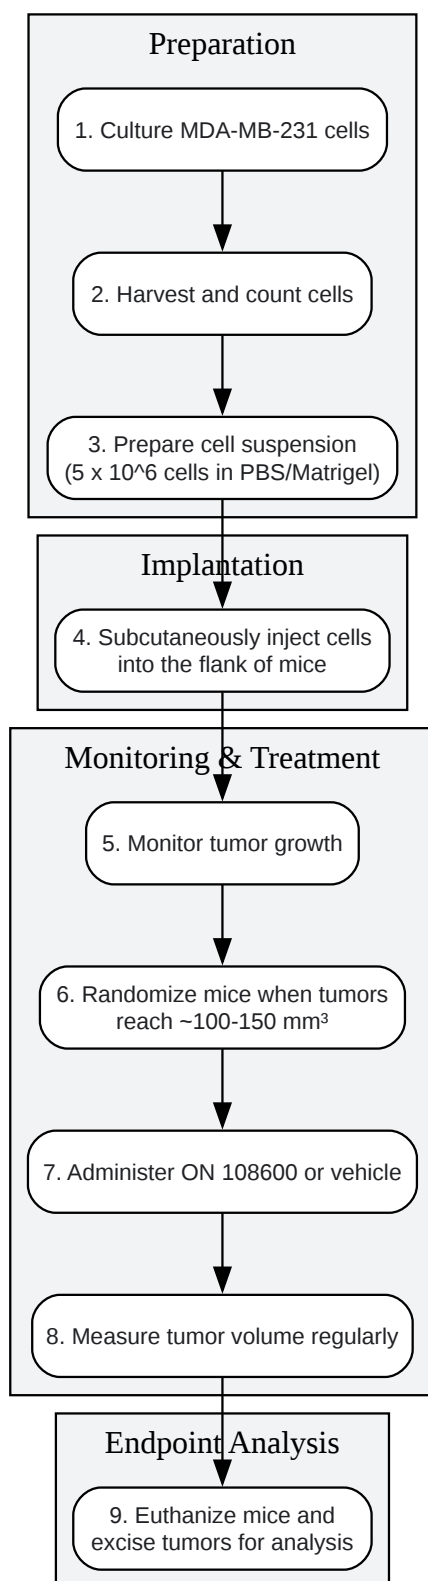 Preparation
1. Culture MDA-MB-231 cells
2. Harvest and count cells
3. Prepare cell suspension
(5 x 10^6 cells in PBS/Matrigel)
Implantation
4. Subcutaneously inject cells
into the flank of mice
Monitoring & Treatment
5. Monitor tumor growth
6. Randomize mice when tumors
reach ~100-150 mm³
7. Administer ON 108600 or vehicle
8. Measure tumor volume regularly
Endpoint Analysis
9. Euthanize mice and
excise tumors for analysis